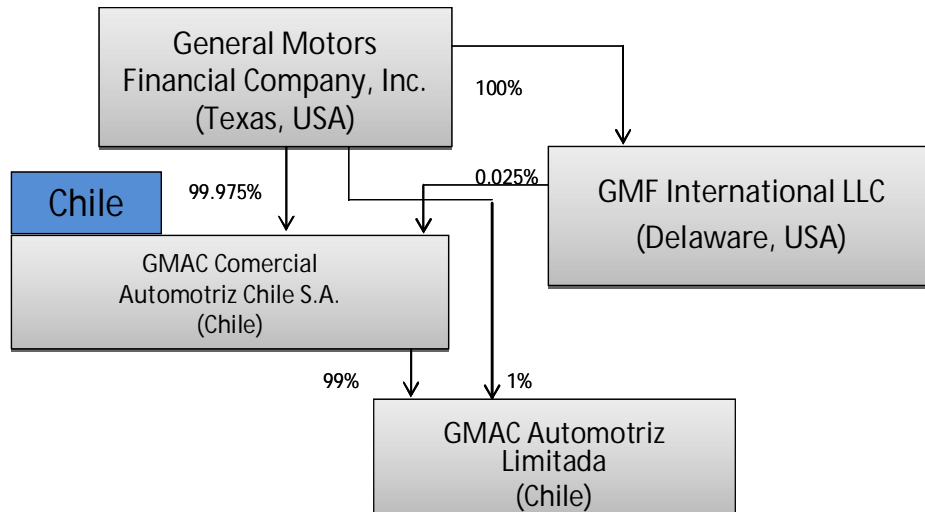 General Motors
Financial Company, Inc.
(Texas, USA)
100%
99.975%
0.025%
GMF International LLC
(Delaware, USA)
Chile
GMAC Comercial
Automotriz Chile S.A.
(Chile)
99%
1%
GMAC Automotriz
Limitada
(Chile)